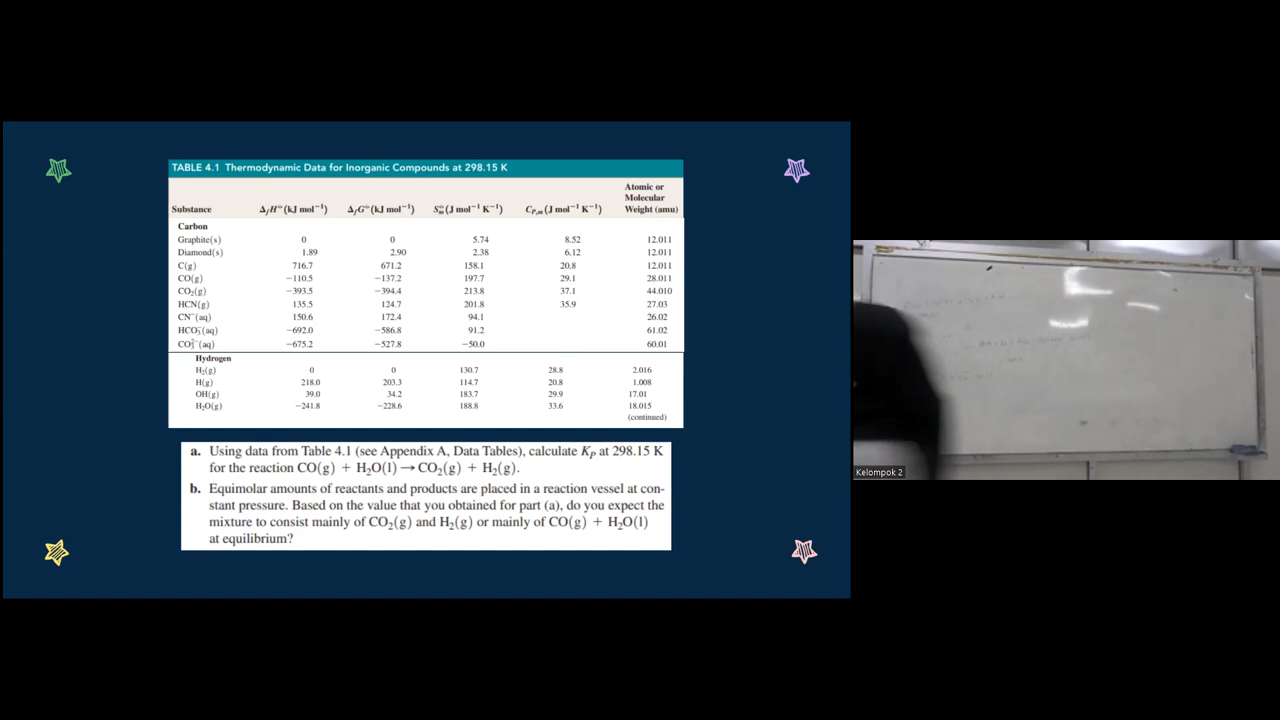 TABLE 4.1 Thermodynamic Data for Inorganic Compounds at 298.15 K
Atomic or
Molecular
Substance ΔfH°(kJ mol⁻¹) ΔfG°(kJ mol⁻¹) S°m(J mol⁻¹ K⁻¹) CP,m(J mol⁻¹ K⁻¹) Weight (amu)
Carbon
Graphite(s) 0 0 5.74 8.52 12.011
Diamond(s) 1.89 2.90 2.38 6.12 12.011
C(g) 716.7 671.2 158.1 20.8 12.011
CO(g) −110.5 −137.2 197.7 29.1 28.011
CO₂(g) −393.5 −394.4 213.8 37.1 44.010
HCN(g) 135.5 124.7 201.8 35.9 27.03
CN⁻(aq) 150.6 172.4 94.1 26.02
HCO₃⁻(aq) −692.0 −586.8 91.2 61.02
CO₃²⁻(aq) −675.2 −527.8 −50.0 60.01
Hydrogen
H₂(g) 0 0 130.7 28.8 2.016
H(g) 218.0 203.3 114.7 20.8 1.008
OH(g) 39.0 34.2 183.7 29.9 17.01
H₂O(g) −241.8 −228.6 188.8 33.6 18.015
(continued)
a. Using data from Table 4.1 (see Appendix A, Data Tables), calculate KP at 298.15 K
for the reaction CO(g) + H₂O(l) → CO₂(g) + H₂(g).
b. Equimolar amounts of reactants and products are placed in a reaction vessel at con-
stant pressure. Based on the value that you obtained for part (a), do you expect the
mixture to consist mainly of CO₂(g) and H₂(g) or mainly of CO(g) + H₂O(l)
at equilibrium?
Kelompok 2